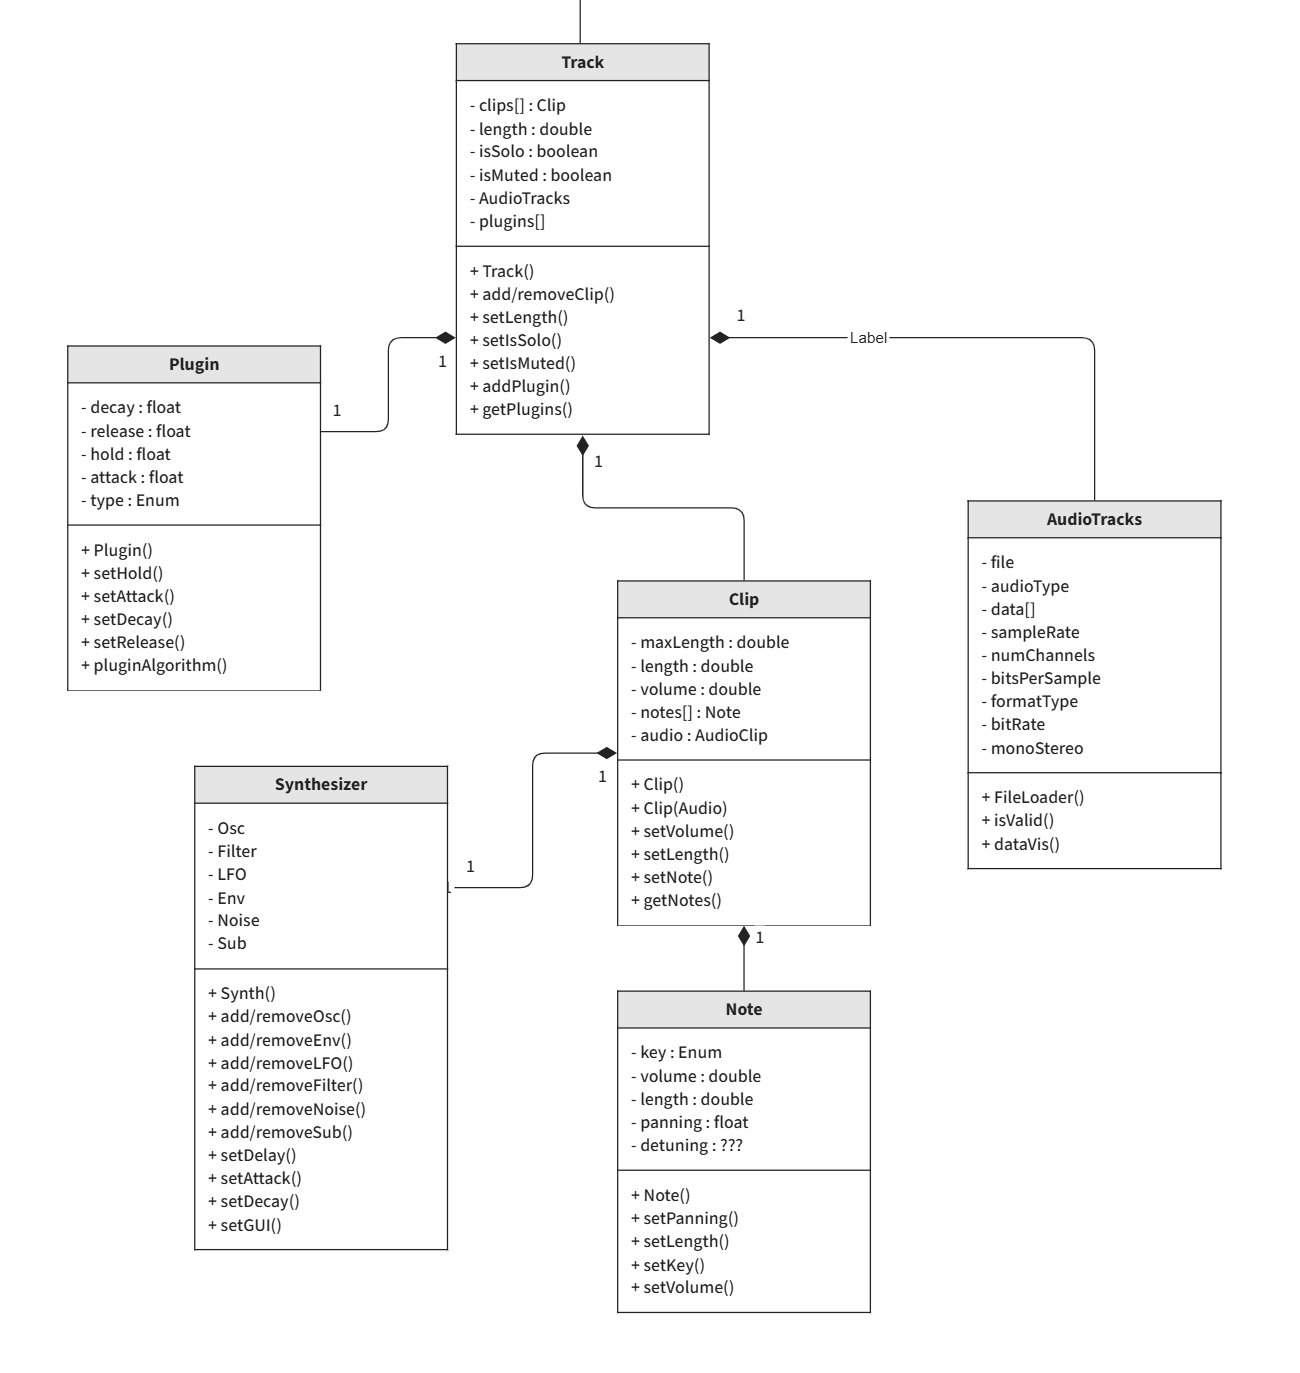 Track
- clips[] : Clip
- length : double
- isSolo : boolean
- isMuted : boolean
- AudioTracks
- plugins[]
+ Track()
+ add/removeClip()
+ setLength()
+ setIsSolo()
+ setIsMuted()
+ addPlugin()
+ getPlugins()
1
Label
1
1
1
Plugin
- decay : float
- release : float
- hold : float
- attack : float
- type : Enum
+ Plugin()
+ setHold()
+ setAttack()
+ setDecay()
+ setRelease()
+ pluginAlgorithm()
AudioTracks
- file
- audioType
- data[]
- sampleRate
- numChannels
- bitsPerSample
- formatType
- bitRate
- monoStereo
+ FileLoader()
+ isValid()
+ dataVis()
Clip
- maxLength : double
- length : double
- volume : double
- notes[] : Note
- audio : AudioClip
+ Clip()
+ Clip(Audio)
+ setVolume()
+ setLength()
+ setNote()
+ getNotes()
1
1
1
Synthesizer
- Osc
- Filter
- LFO
- Env
- Noise
- Sub
+ Synth()
+ add/removeOsc()
+ add/removeEnv()
+ add/removeLFO()
+ add/removeFilter()
+ add/removeNoise()
+ add/removeSub()
+ setDelay()
+ setAttack()
+ setDecay()
+ setGUI()
Note
- key : Enum
- volume : double
- length : double
- panning : float
- detuning : ???
+ Note()
+ setPanning()
+ setLength()
+ setKey()
+ setVolume()